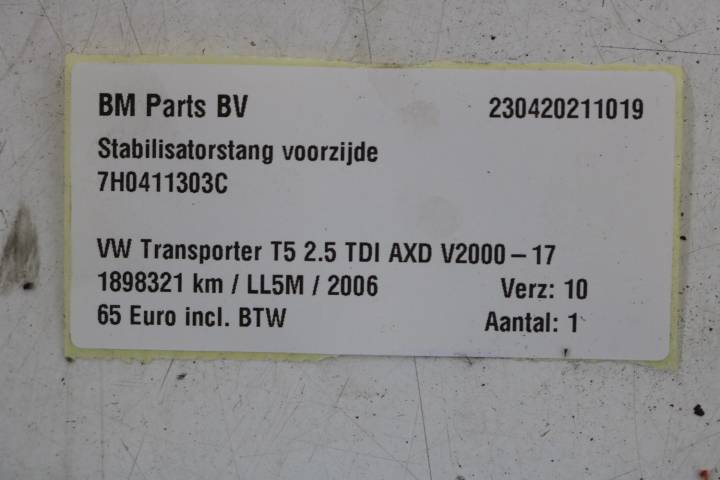 BM Parts BV 230420211019
Stabilisatorstang voorzijde
7H0411303C
VW Transporter T5 2.5 TDI AXD V2000 – 17
1898321 km / LL5M / 2006 Verz: 10
65 Euro incl. BTW Aantal: 1